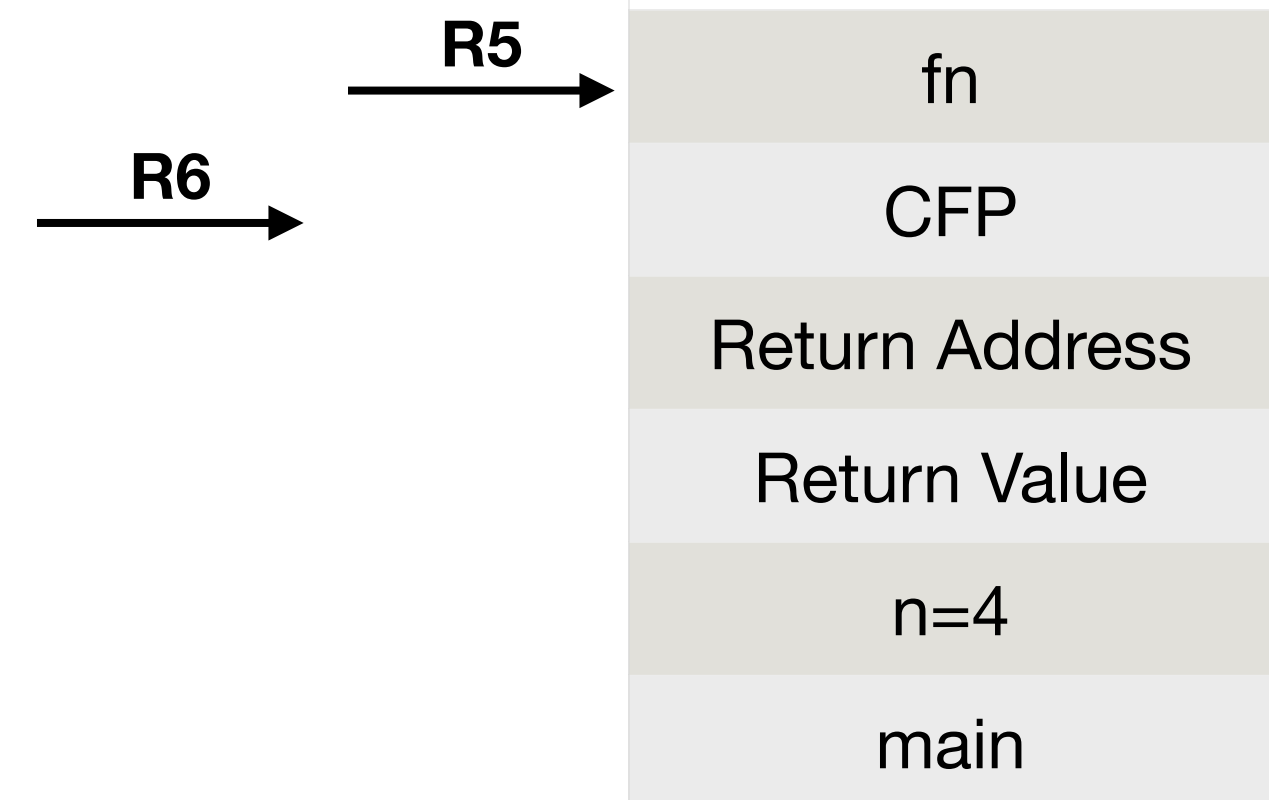 R5
fn
R6
CFP
Return Address
Return Value
n=4
main